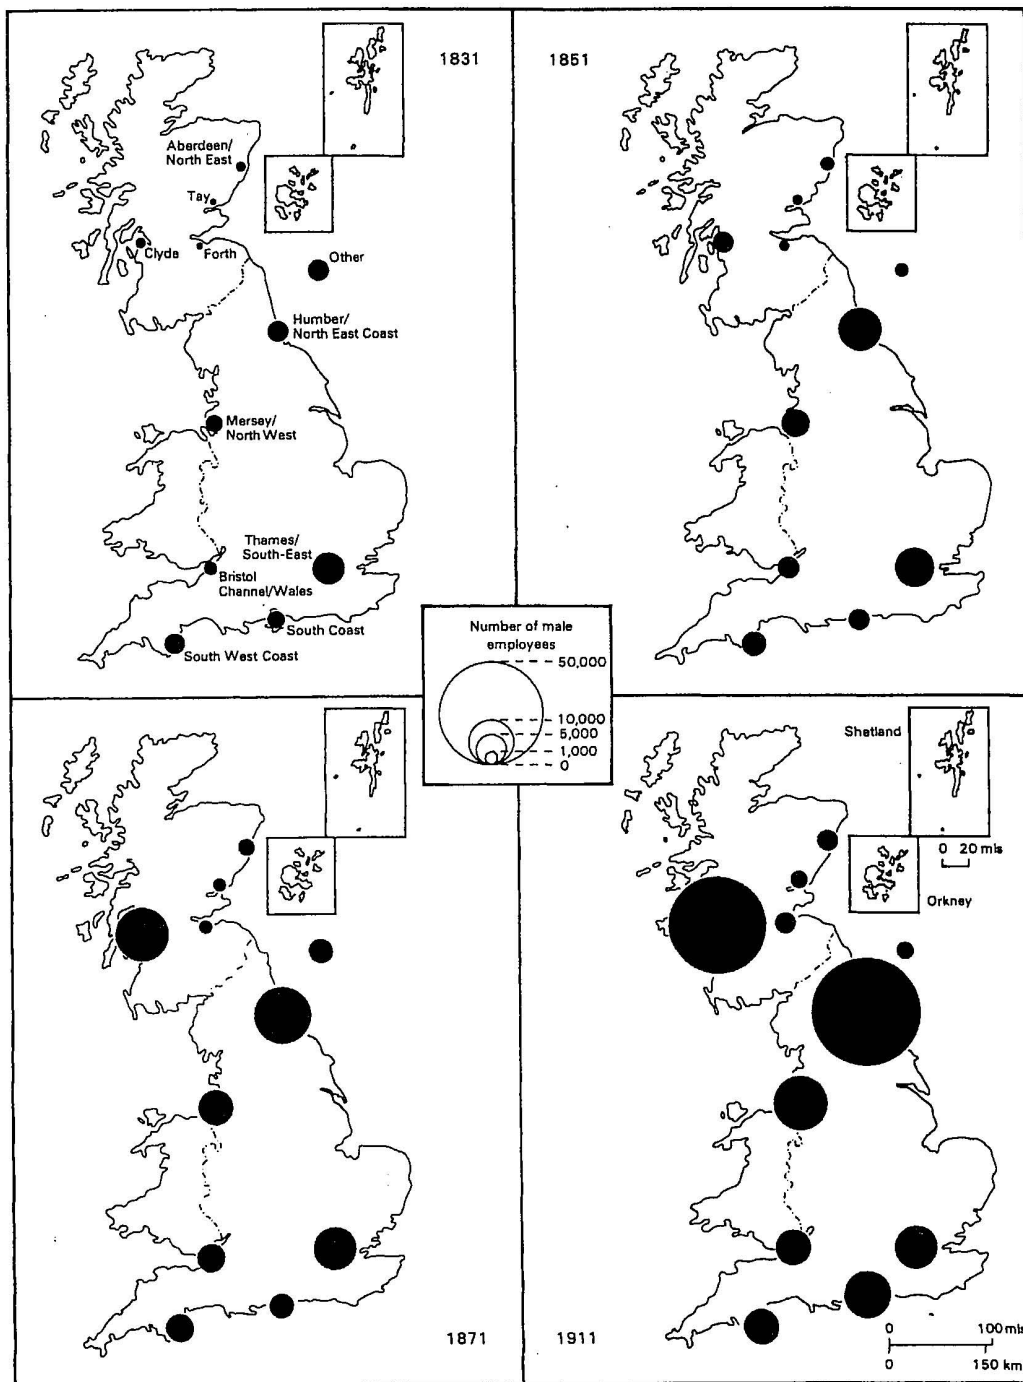 1831
Aberdeen/
North East
Tay
Clyde
Forth
Other
Humber/
North East Coast
Mersey/
North West
Thames/
South-East
Bristol
Channel/Wales
South Coast
South West Coast
1851
Number of male
employees
50,000
10,000
5,000
1,000
0
1871
Shetland
0 20 mls
Orkney
1911
0 100 mls
0 150 km